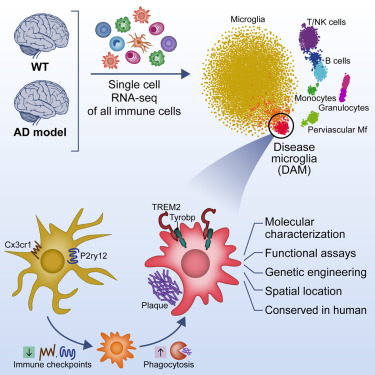 WT
AD model
Single cell
RNA-seq
of all immune cells
Microglia
T/NK cells
B cells
Monocytes
Granulocytes
Perviascular Mf
Disease
microglia
(DAM)
TREM2
Tyrobp
Cx3cr1
P2ry12
Plaque
Molecular
characterization
Functional assays
Genetic engineering
Spatial location
Conserved in human
Immune checkpoints
Phagocytosis